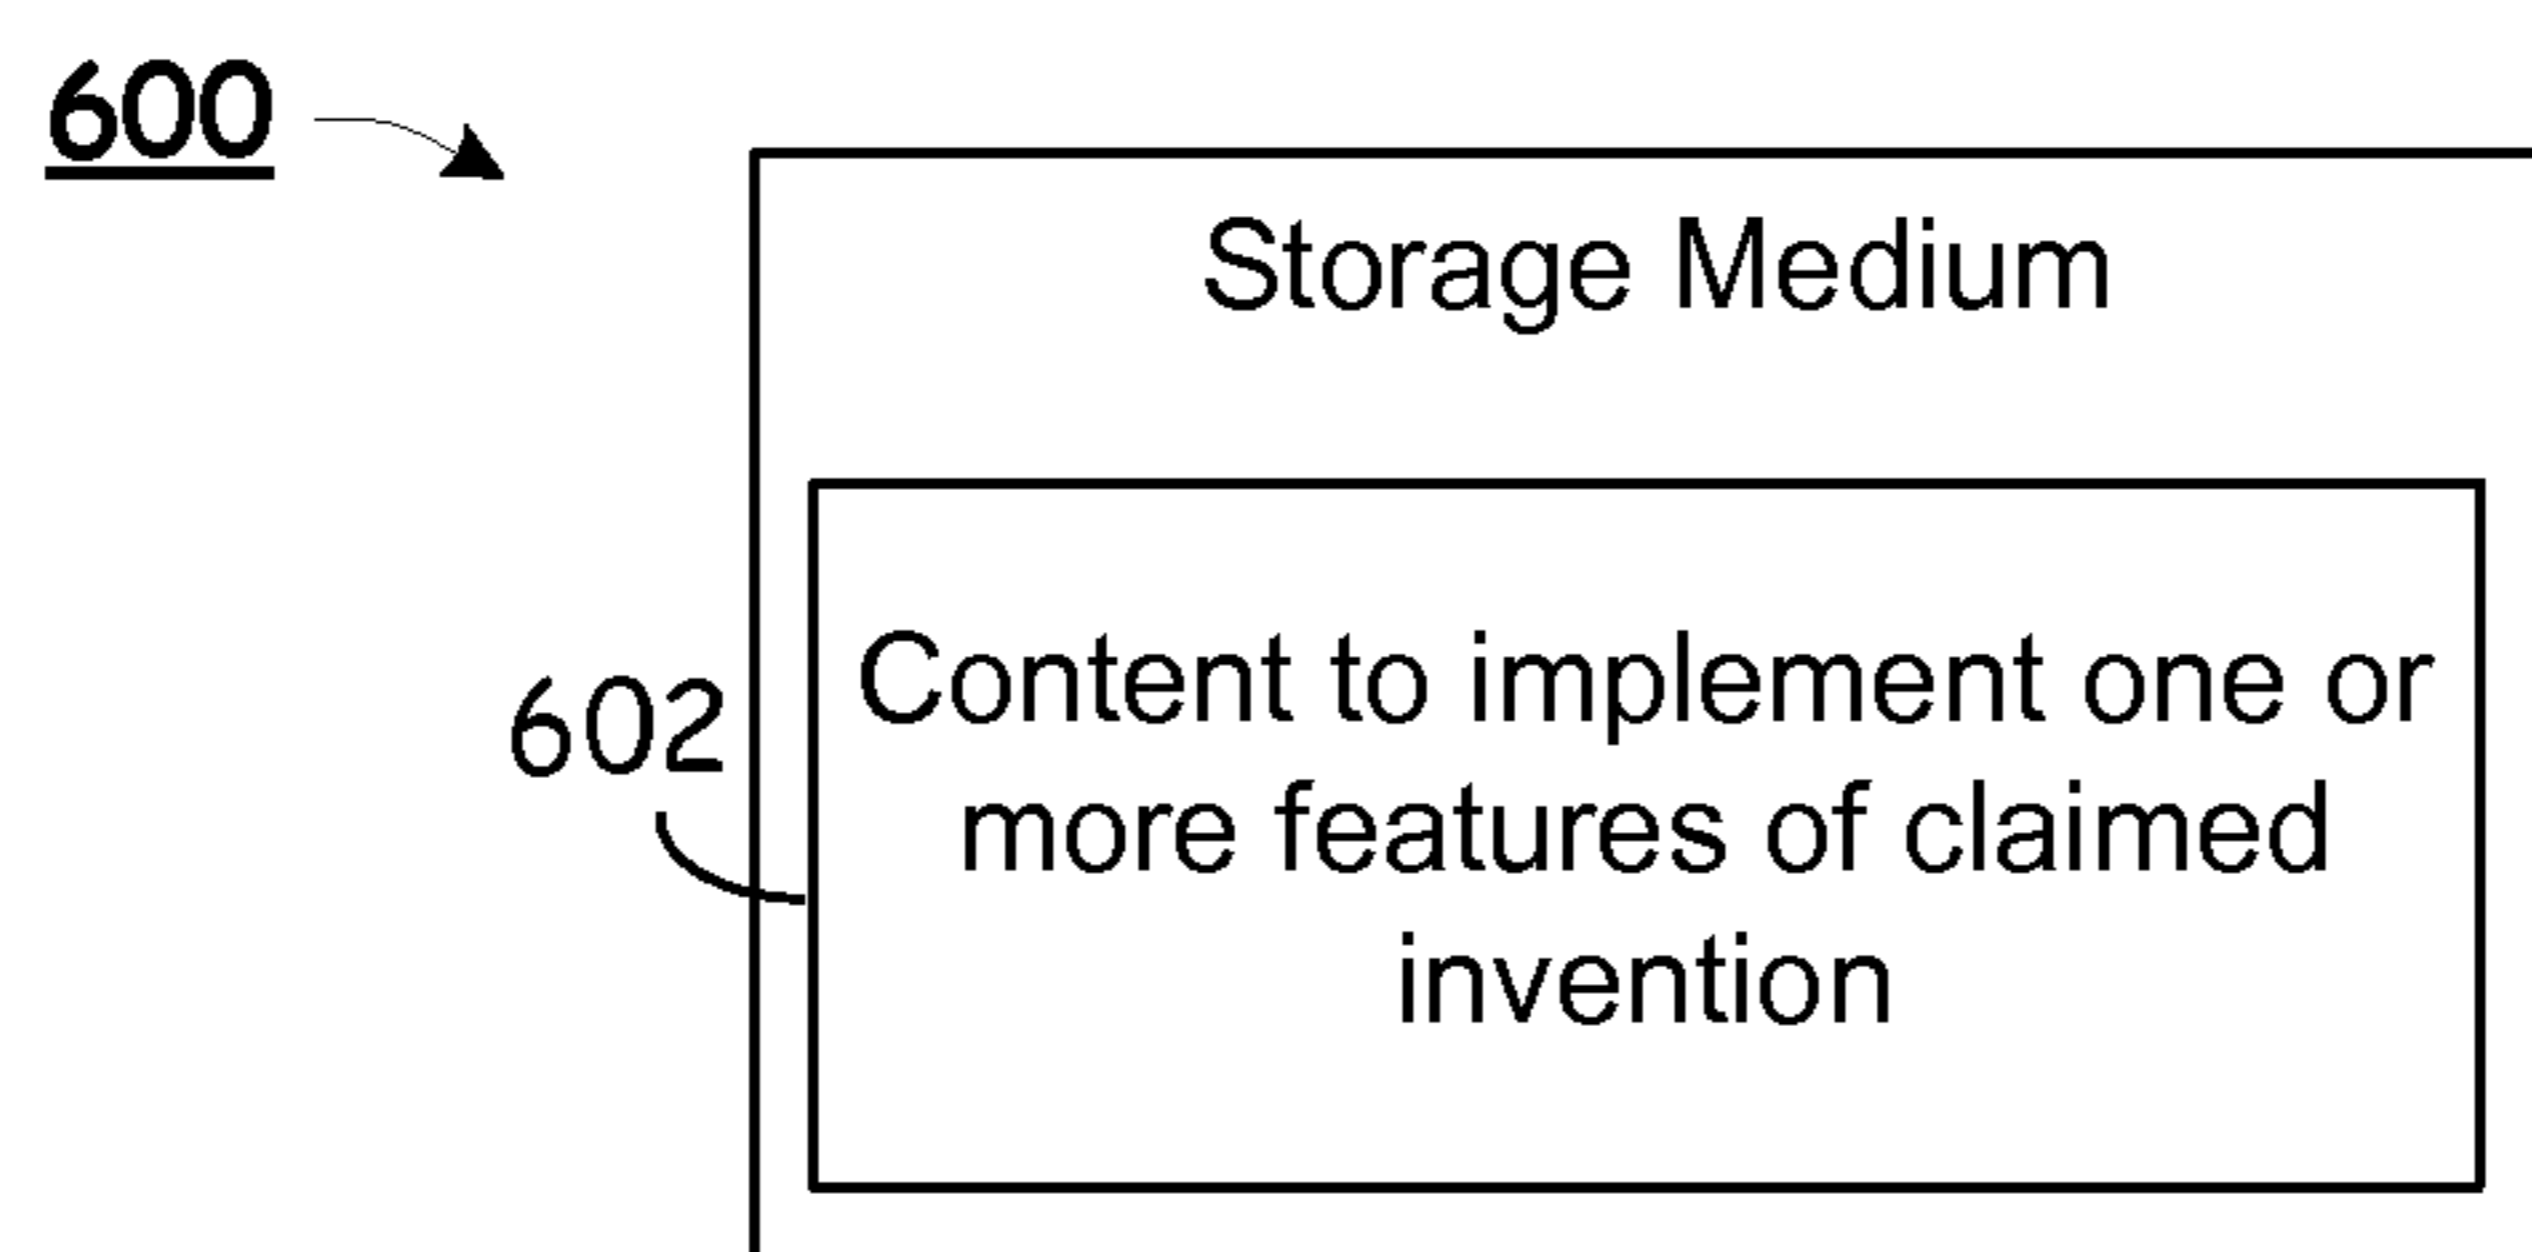 600
Storage Medium
602
Content to implement one or
more features of claimed
invention